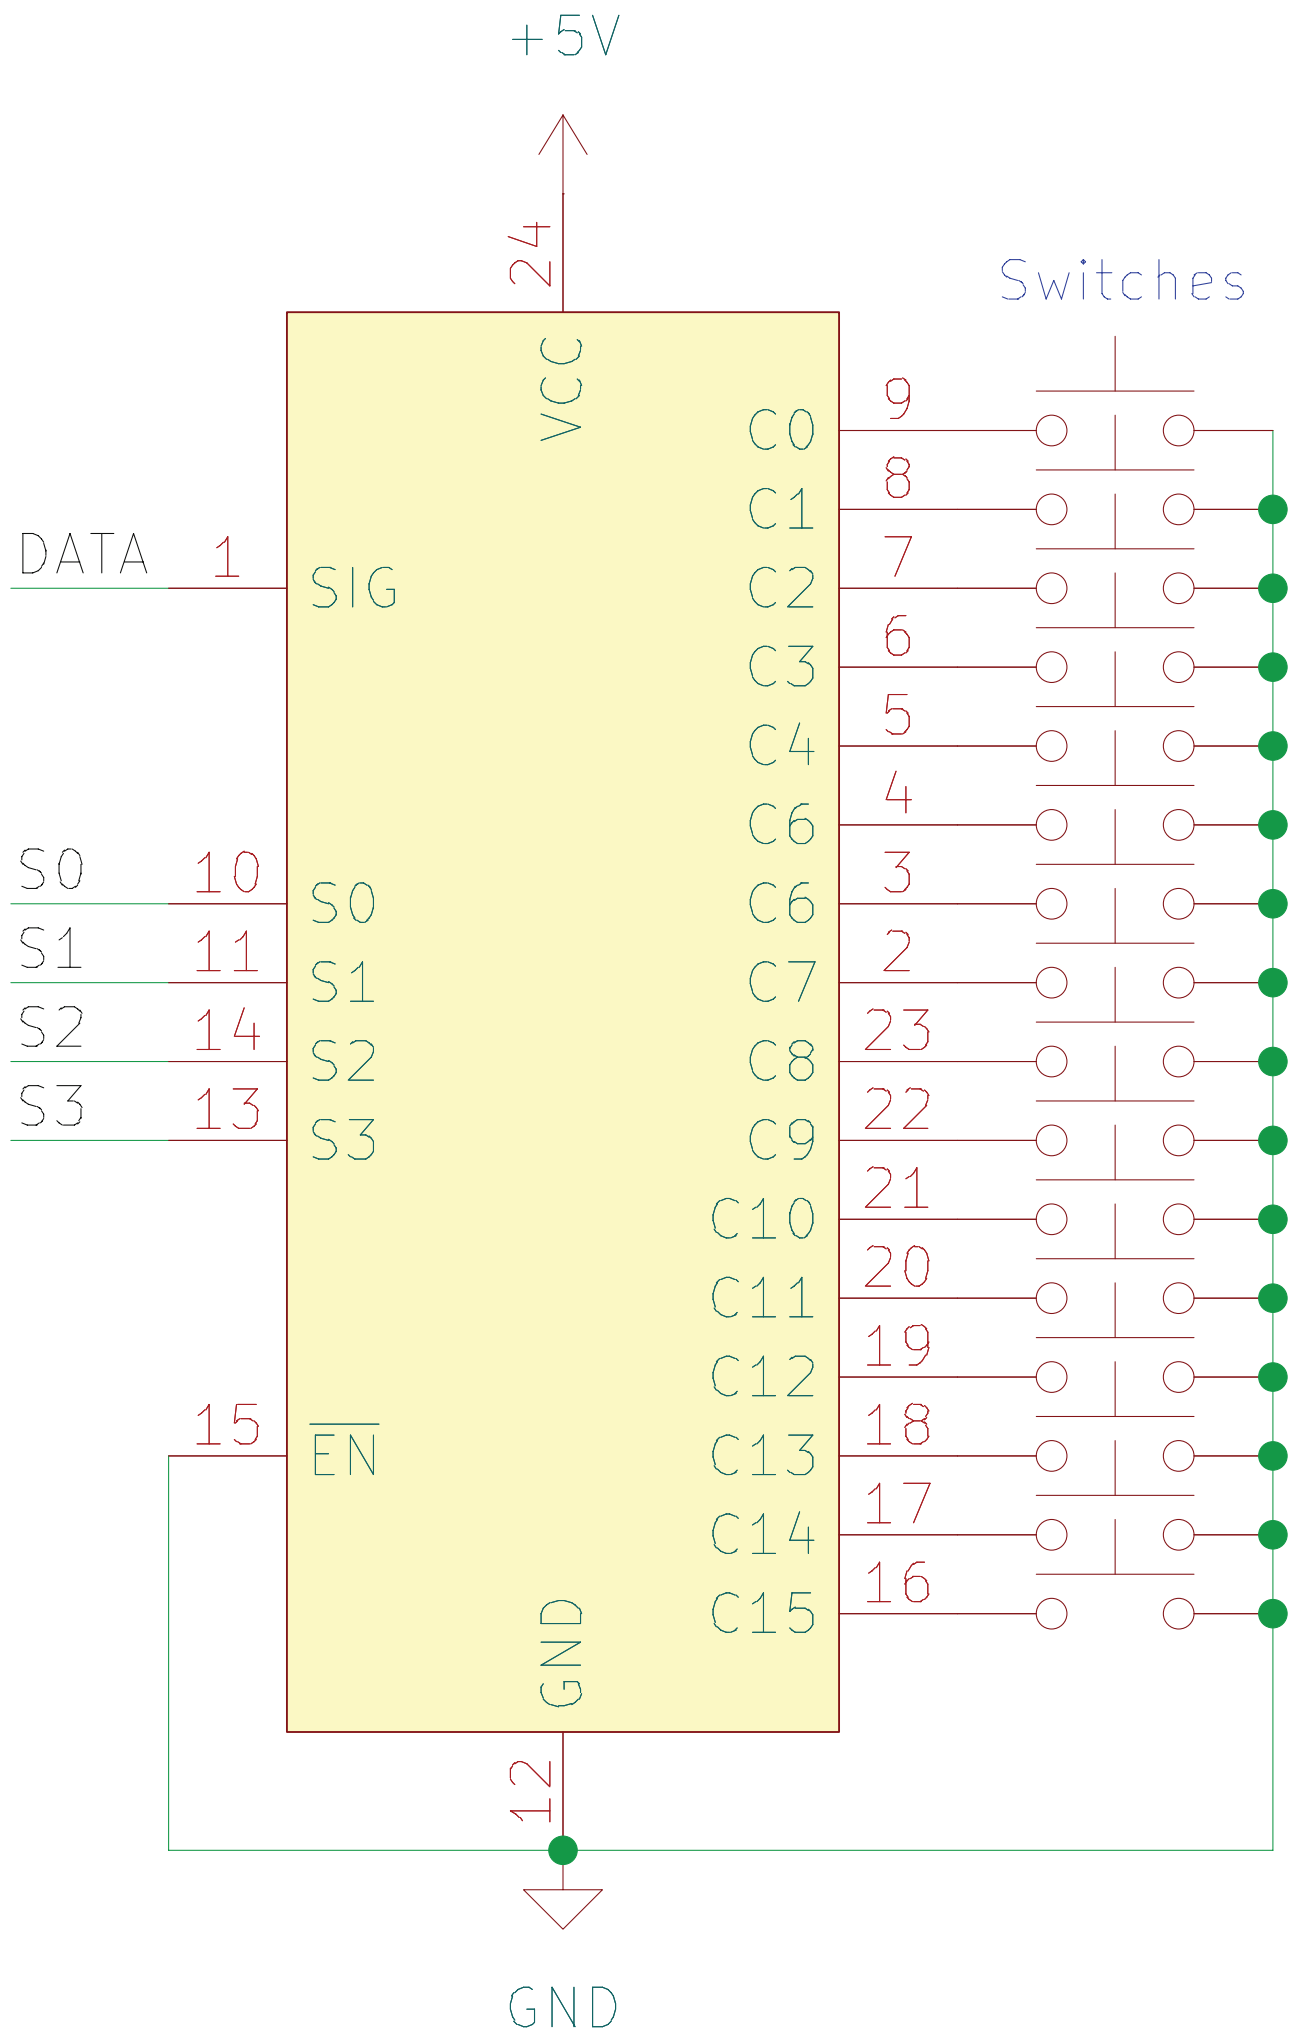 +5V
24
Switches
VCC
C0 9
C1 8
DATA 1 SIG C2 7
C3 6
C4 5
C6 4
S0 10 S0 C6 3
S1 11 S1 C7 2
S2 14 S2 C8 23
S3 13 S3 C9 22
C10 21
C11 20
C12 19
15 EN C13 18
C14 17
C15 16
GND
12
GND